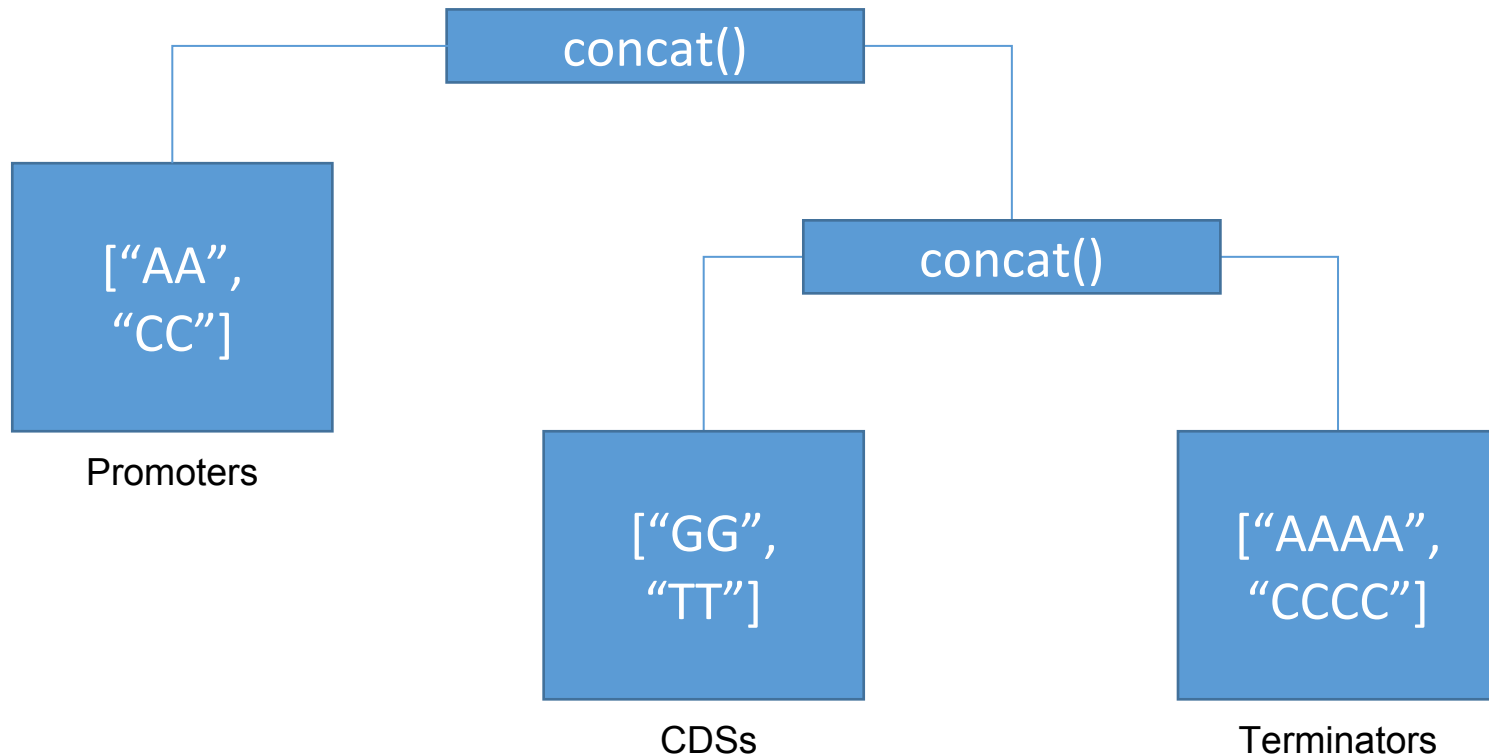 concat()
[“AA”,
“CC”]
Promoters
concat()
[“GG”,
“TT”]
CDSs
[“AAAA”,
“CCCC”]
Terminators